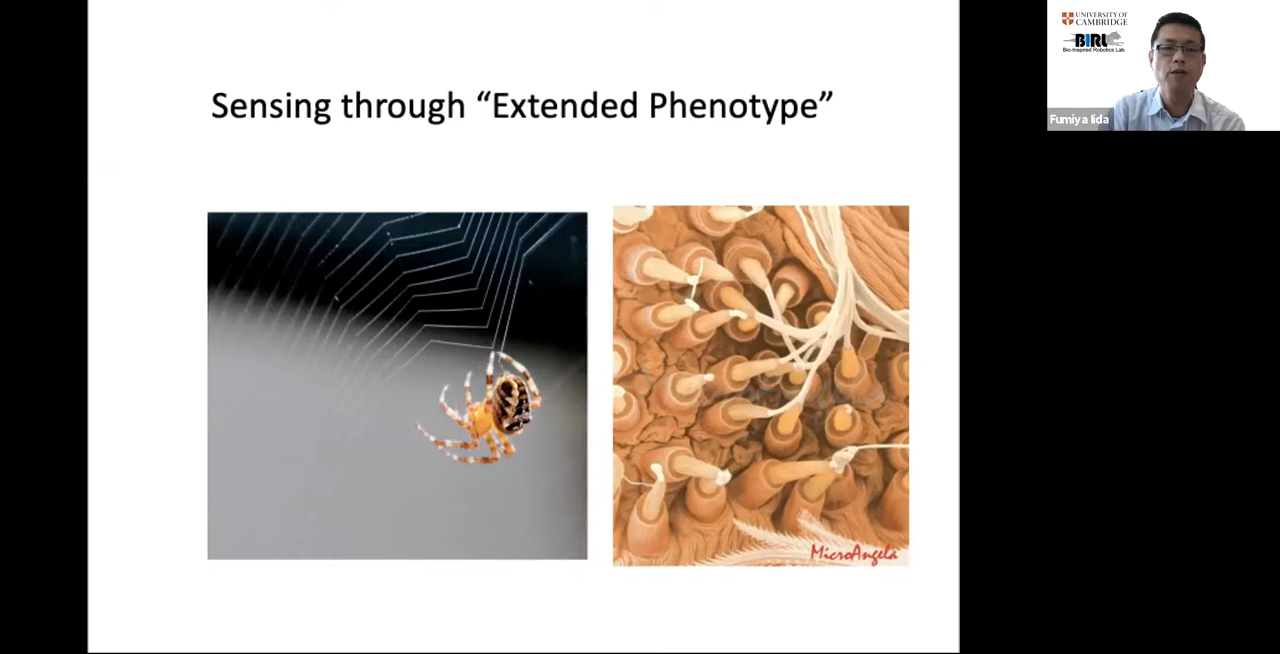 Sensing through “Extended Phenotype”
MicroAngela
UNIVERSITY OF
CAMBRIDGE
BIRL
Bio-Inspired Robotics Lab
Fumiya Iida